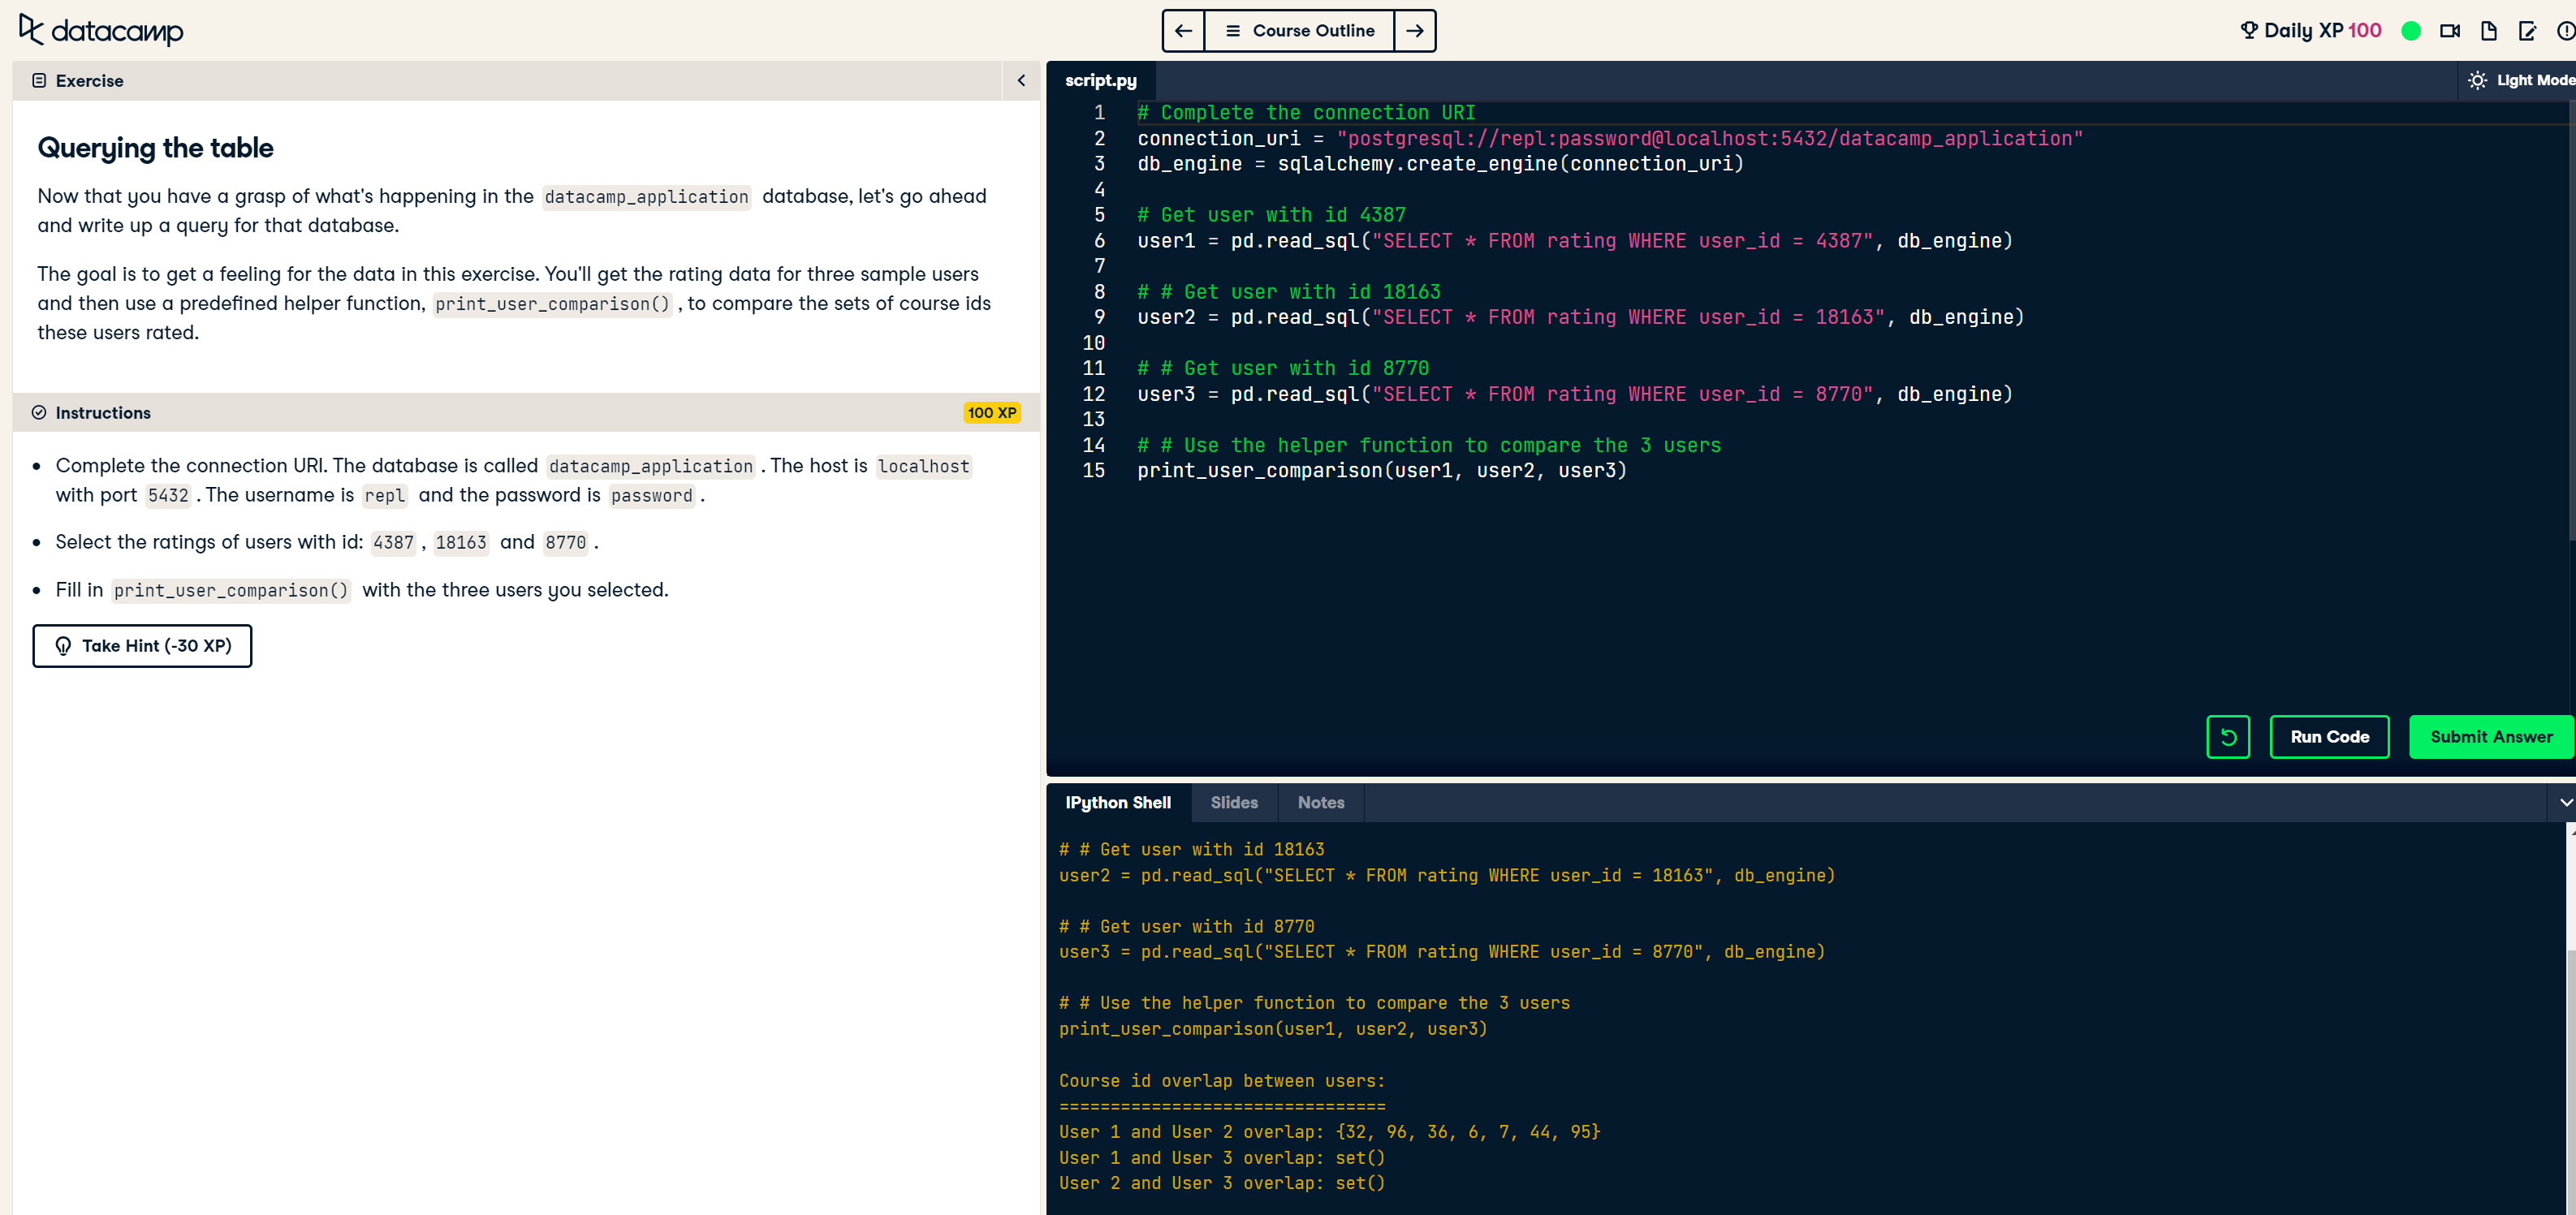 datacamp
Course Outline
Daily XP 100
Exercise
Querying the table
Now that you have a grasp of what's happening in the datacamp_application database, let's go ahead
and write up a query for that database.
The goal is to get a feeling for the data in this exercise. You'll get the rating data for three sample users
and then use a predefined helper function, print_user_comparison(), to compare the sets of course ids
these users rated.
Instructions
100 XP
Complete the connection URI. The database is called datacamp_application. The host is localhost
with port 5432. The username is repl and the password is password.
Select the ratings of users with id: 4387, 18163 and 8770.
Fill in print_user_comparison() with the three users you selected.
Take Hint (-30 XP)
script.py
Light Mode
1 # Complete the connection URI
2 connection_uri = "postgresql://repl:password@localhost:5432/datacamp_application"
3 db_engine = sqlalchemy.create_engine(connection_uri)
4
5 # Get user with id 4387
6 user1 = pd.read_sql("SELECT * FROM rating WHERE user_id = 4387", db_engine)
7
8 # # Get user with id 18163
9 user2 = pd.read_sql("SELECT * FROM rating WHERE user_id = 18163", db_engine)
10
11 # # Get user with id 8770
12 user3 = pd.read_sql("SELECT * FROM rating WHERE user_id = 8770", db_engine)
13
14 # # Use the helper function to compare the 3 users
15 print_user_comparison(user1, user2, user3)
Run Code
Submit Answer
IPython Shell
Slides
Notes
# # Get user with id 18163
user2 = pd.read_sql("SELECT * FROM rating WHERE user_id = 18163", db_engine)
# # Get user with id 8770
user3 = pd.read_sql("SELECT * FROM rating WHERE user_id = 8770", db_engine)
# # Use the helper function to compare the 3 users
print_user_comparison(user1, user2, user3)
Course id overlap between users:
================================
User 1 and User 2 overlap: {32, 96, 36, 6, 7, 44, 95}
User 1 and User 3 overlap: set()
User 2 and User 3 overlap: set()